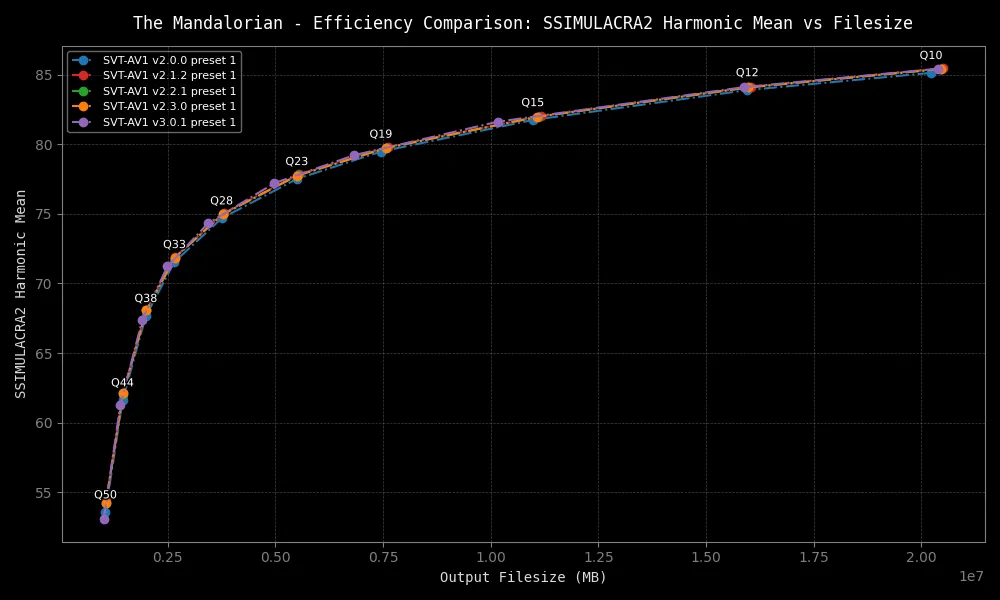 The Mandalorian - Efficiency Comparison: SSIMULACRA2 Harmonic Mean vs Filesize
SVT-AV1 v2.0.0 preset 1
SVT-AV1 v2.1.2 preset 1
SVT-AV1 v2.2.1 preset 1
SVT-AV1 v2.3.0 preset 1
SVT-AV1 v3.0.1 preset 1
Q10
Q12
Q15
Q19
Q23
Q28
Q33
Q38
Q44
Q50
85
80
75
70
65
60
55
SSIMULACRA2 Harmonic Mean
0.25
0.50
0.75
1.00
1.25
1.50
1.75
2.00
1e7
Output Filesize (MB)